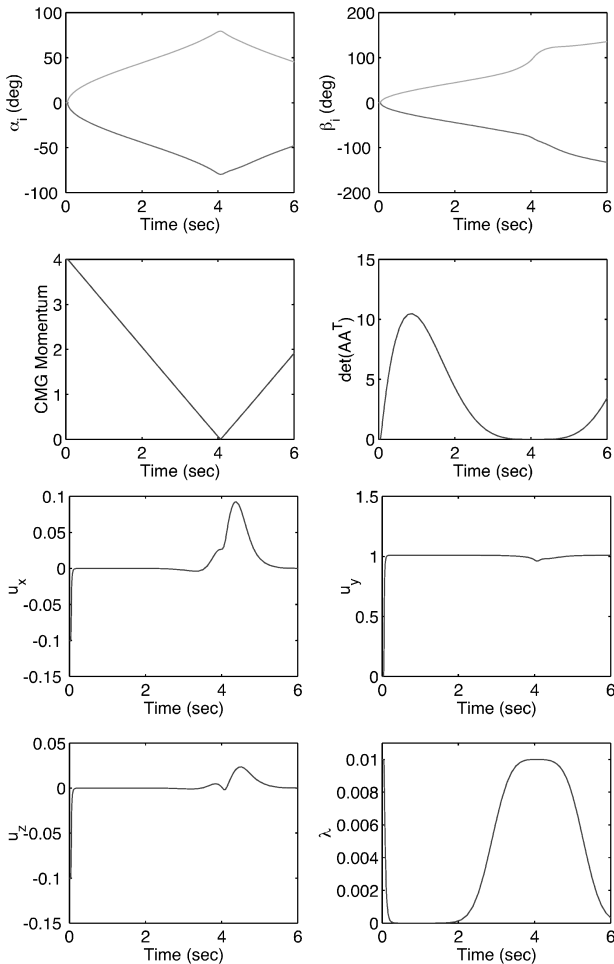 100
50
0
-50
-100
α_i (deg)
0 2 4 6
Time (sec)
200
100
0
-100
-200
β_i (deg)
0 2 4 6
Time (sec)
4
3
2
1
0
CMG Momentum
0 2 4 6
Time (sec)
15
10
5
0
det(AA^T)
0 2 4 6
Time (sec)
0.1
0.05
0
-0.05
-0.1
-0.15
u_x
0 2 4 6
Time (sec)
1.5
1
0.5
0
u_y
0 2 4 6
Time (sec)
0.05
0
-0.05
-0.1
-0.15
u_z
0 2 4 6
Time (sec)
0.01
0.008
0.006
0.004
0.002
0
λ
0 2 4 6
Time (sec)